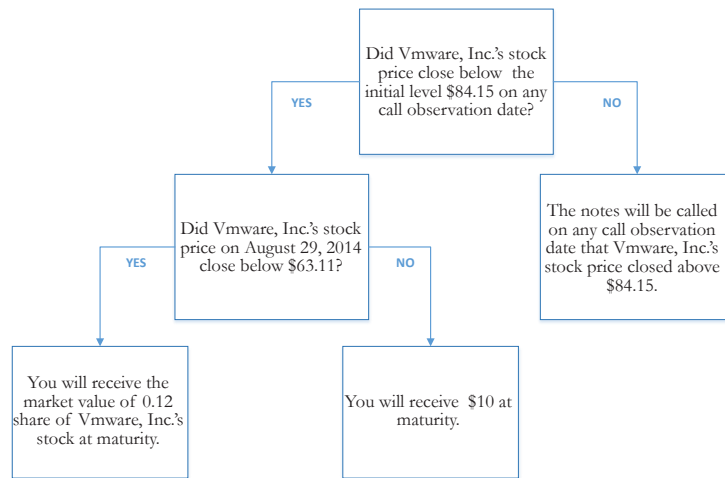 Did Vmware, Inc.'s stock
price close below the
initial level $84.15 on any
call observation date?
YES
NO
Did Vmware, Inc.'s stock
price on August 29, 2014
close below $63.11?
The notes will be called
on any call observation
date that Vmware, Inc.'s
stock price closed above
$84.15.
YES
NO
You will receive the
market value of 0.12
share of Vmware, Inc.'s
stock at maturity.
You will receive $10 at
maturity.